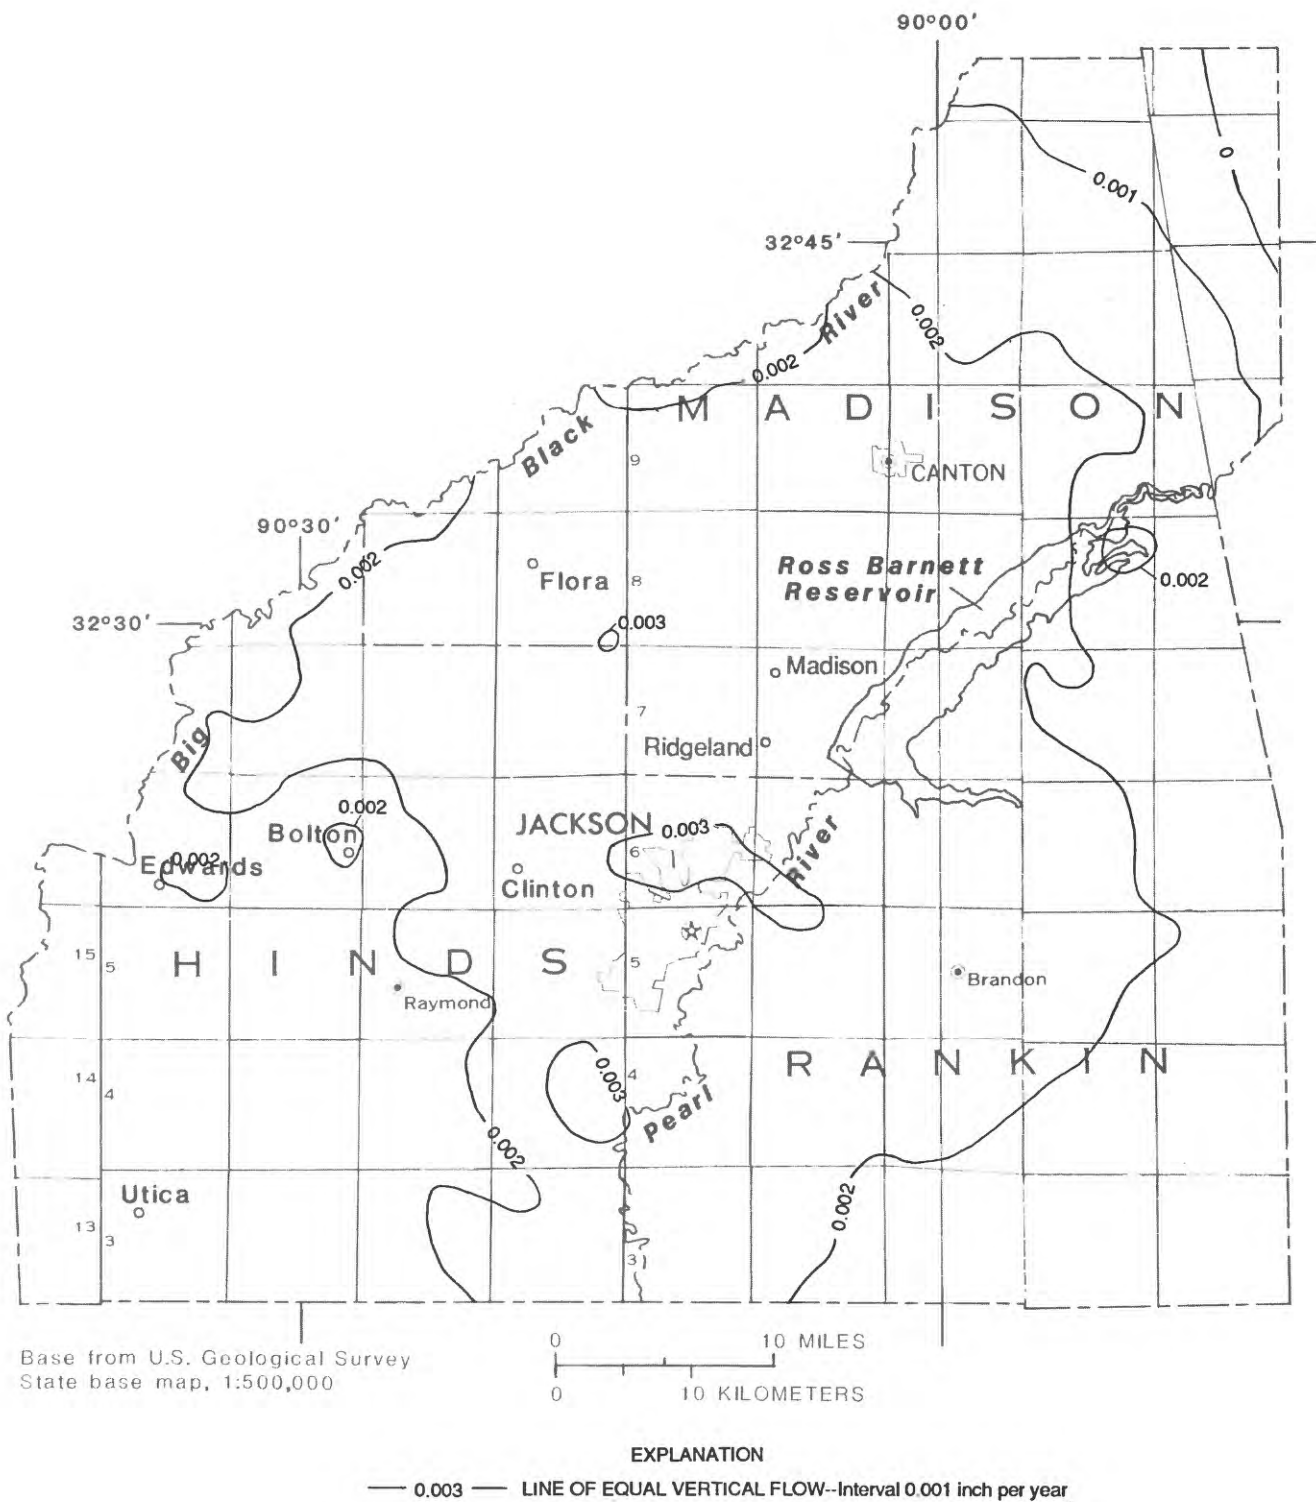 90°00'
0
0.001
32°45'
River
0.002
0.002
M A D I S O N
Black
9
CANTON
90°30'
0.002
Flora
8
Ross Barnett
Reservoir
0.002
32°30'
0.003
Madison
7
Big
Ridgeland
0.002
JACKSON
0.003
Bolton
6
River
0.002
Edwards
Clinton
15
5
H I N D S
5
Raymond
Brandon
14
4
0.003
4
R A N K I N
Pearl
0.002
Utica
0.002
13
3
3
0
10 MILES
Base from U.S. Geological Survey
State base map, 1:500,000
0
10 KILOMETERS
EXPLANATION
0.003
LINE OF EQUAL VERTICAL FLOW--Interval 0.001 inch per year